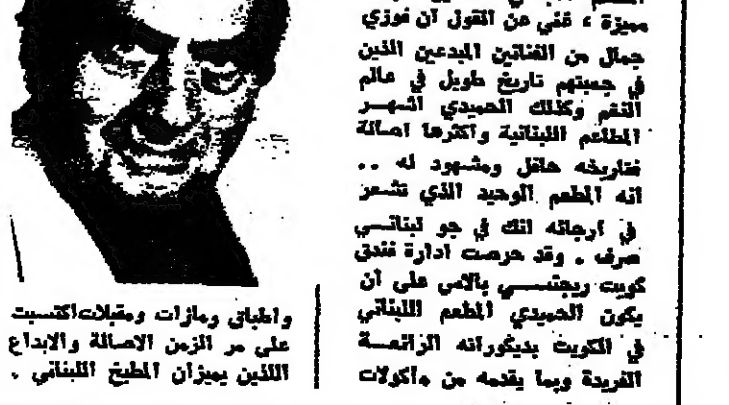 مميزة ، غني عن القول ان فوزي
جمال من الفنانين المبدعين الذين
في جعبتهم تاريخ طويل في عالم
النغم وكذلك الحميدي اشهر
المطاعم اللبنانية واكثرها اصالة
فتاريخه حافل ومشهود له ..
انه المطعم الوحيد الذي تشعر
في ارجائه انك في جو لبناني
صرف . وقد حرصت ادارة فندق
كويت ريجنسي بالاس على ان
يكون الحميدي المطعم اللبناني
في الكويت بديكوراته الرائعة
الفريدة وبما يقدمه من مأكولات
واطباق ومازات ومقبلات اكتسبت
على مر الزمن الاصالة والابداع
اللذين يميزان المطبخ اللبناني .